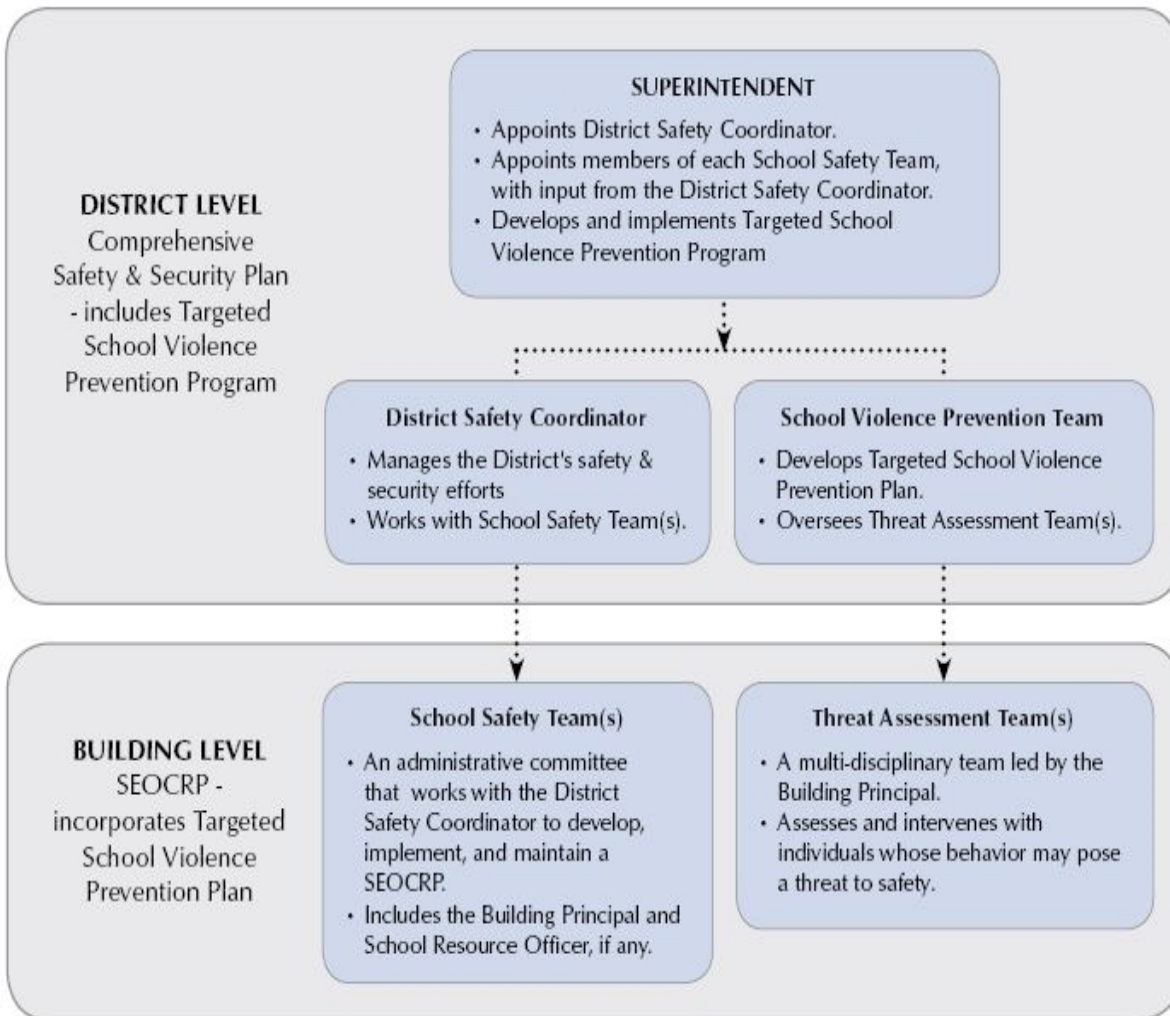 DISTRICT LEVEL
Comprehensive
Safety & Security Plan
- includes Targeted
School Violence
Prevention Program
SUPERINTENDENT
• Appoints District Safety Coordinator.
• Appoints members of each School Safety Team,
with input from the District Safety Coordinator.
• Develops and implements Targeted School
Violence Prevention Program
District Safety Coordinator
• Manages the District's safety &
security efforts
• Works with School Safety Team(s).
School Violence Prevention Team
• Develops Targeted School Violence
Prevention Plan.
• Oversees Threat Assessment Team(s).
BUILDING LEVEL
SEOCRP -
incorporates Targeted
School Violence
Prevention Plan
School Safety Team(s)
• An administrative committee
that works with the District
Safety Coordinator to develop,
implement, and maintain a
SEOCRP.
• Includes the Building Principal and
School Resource Officer, if any.
Threat Assessment Team(s)
• A multi-disciplinary team led by the
Building Principal.
• Assesses and intervenes with
individuals whose behavior may pose
a threat to safety.